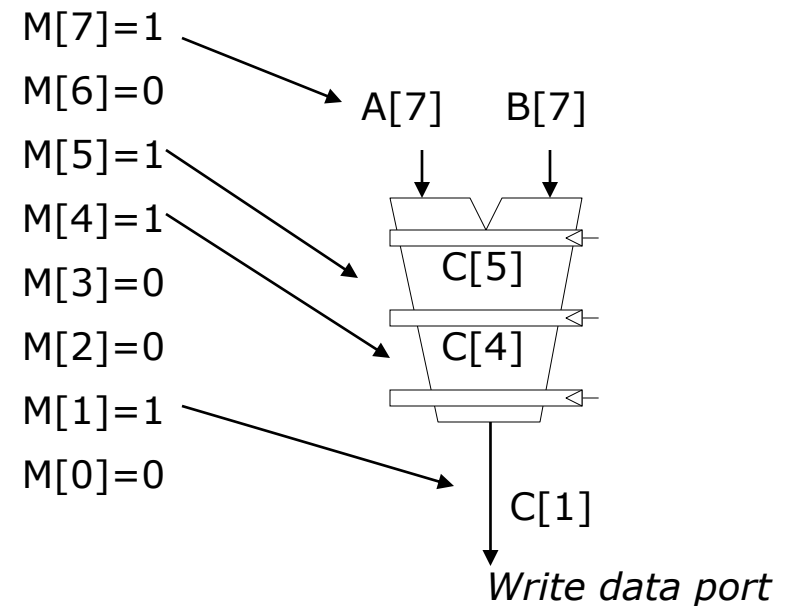 M[7]=1
M[6]=0
M[5]=1
M[4]=1
M[3]=0
M[2]=0
M[1]=1
M[0]=0
A[7] B[7]
C[5]
C[4]
C[1]
Write data port